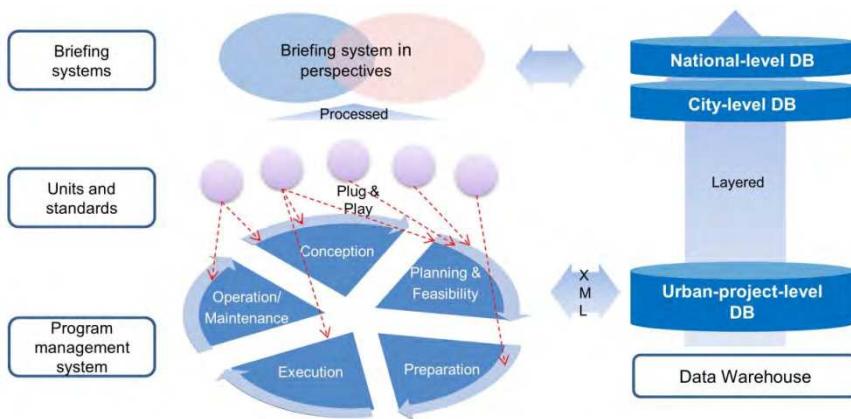 Briefing
systems
Briefing system in
perspectives
National-level DB
City-level DB
Processed
Units and
standards
Plug &
Play
Layered
Conception
Planning &
Feasibility
Operation/
Maintenance
X
M
L
Urban-project-level
DB
Program
management
system
Execution
Preparation
Data Warehouse